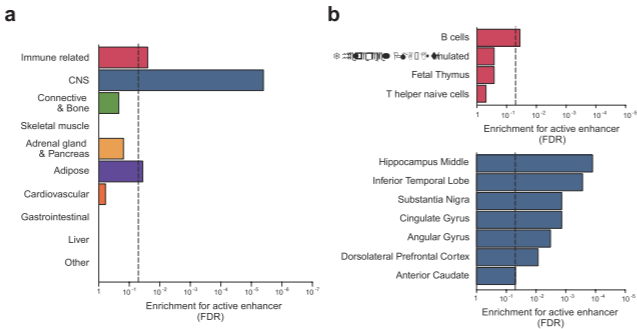 a
Immune related
CNS
Connective
& Bone
Skeletal muscle
Adrenal gland
& Pancreas
Adipose
Cardiovascular
Gastrointestinal
Liver
Other
1 10⁻¹ 10⁻² 10⁻³ 10⁻⁴ 10⁻⁵ 10⁻⁶ 10⁻⁷
Enrichment for active enhancer
(FDR)
b
B cells
Fetal Thymus
T helper naive cells
1 10⁻¹ 10⁻² 10⁻³ 10⁻⁴ 10⁻⁵
Enrichment for active enhancer
(FDR)
Hippocampus Middle
Inferior Temporal Lobe
Substantia Nigra
Cingulate Gyrus
Angular Gyrus
Dorsolateral Prefrontal Cortex
Anterior Caudate
1 10⁻¹ 10⁻² 10⁻³ 10⁻⁴ 10⁻⁵
Enrichment for active enhancer
(FDR)